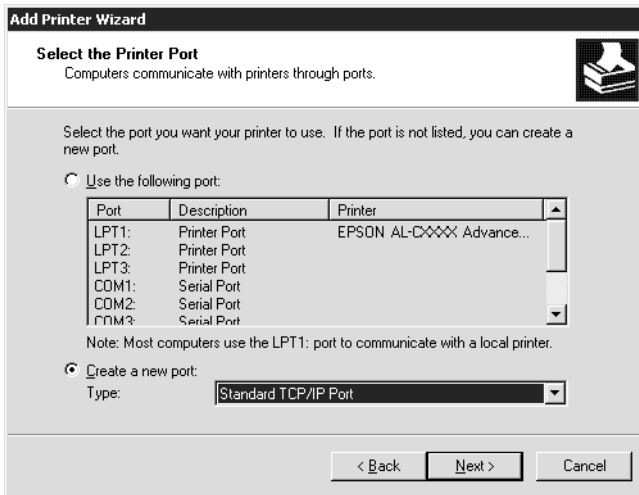 Add Printer Wizard
Select the Printer Port
Computers communicate with printers through ports.
Select the port you want your printer to use.  If the port is not listed, you can create a
new port.
Use the following port:
Port Description Printer
LPT1: Printer Port EPSON AL-CXXXX Advance...
LPT2: Printer Port
LPT3: Printer Port
COM1: Serial Port
COM2: Serial Port
COM3: Serial Port
Note: Most computers use the LPT1: port to communicate with a local printer.
Create a new port:
Type: Standard TCP/IP Port
< Back Next > Cancel